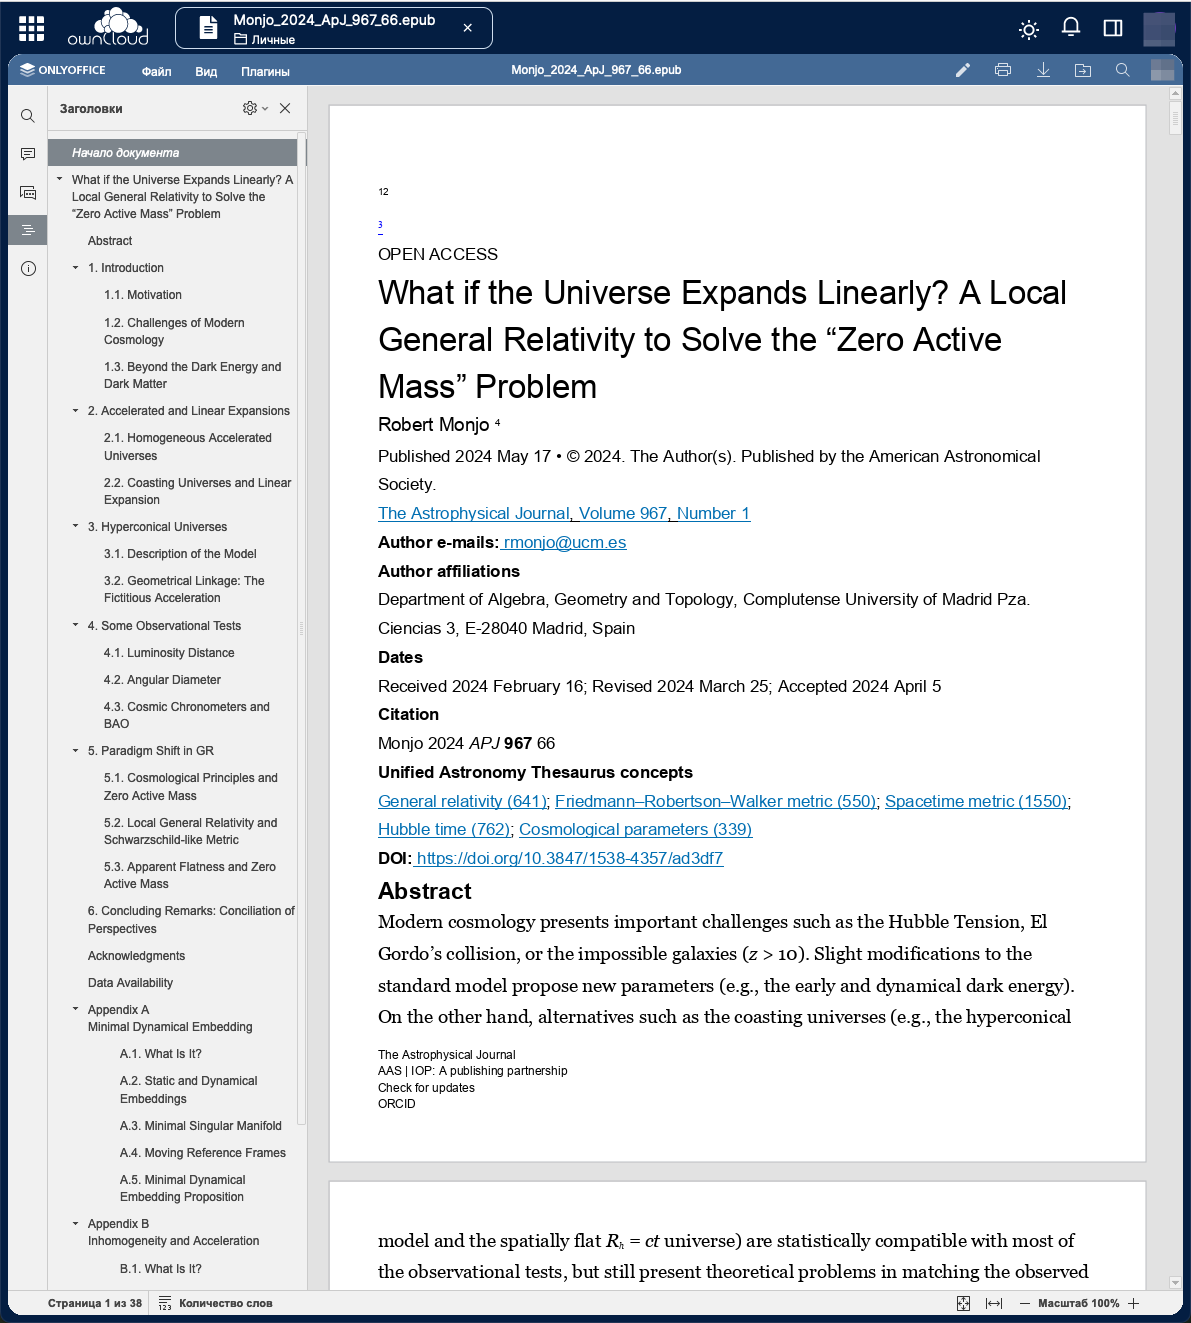 ownCloud
Monjo_2024_ApJ_967_66.epub
Личные
ONLYOFFICE
Файл
Вид
Плагины
Monjo_2024_ApJ_967_66.epub
Заголовки
Начало документа
What if the Universe Expands Linearly? A
Local General Relativity to Solve the
“Zero Active Mass” Problem
Abstract
1. Introduction
1.1. Motivation
1.2. Challenges of Modern
Cosmology
1.3. Beyond the Dark Energy and
Dark Matter
2. Accelerated and Linear Expansions
2.1. Homogeneous Accelerated
Universes
2.2. Coasting Universes and Linear
Expansion
3. Hyperconical Universes
3.1. Description of the Model
3.2. Geometrical Linkage: The
Fictitious Acceleration
4. Some Observational Tests
4.1. Luminosity Distance
4.2. Angular Diameter
4.3. Cosmic Chronometers and
BAO
5. Paradigm Shift in GR
5.1. Cosmological Principles and
Zero Active Mass
5.2. Local General Relativity and
Schwarzschild-like Metric
5.3. Apparent Flatness and Zero
Active Mass
6. Concluding Remarks: Conciliation of
Perspectives
Acknowledgments
Data Availability
Appendix A
Minimal Dynamical Embedding
A.1. What Is It?
A.2. Static and Dynamical
Embeddings
A.3. Minimal Singular Manifold
A.4. Moving Reference Frames
A.5. Minimal Dynamical
Embedding Proposition
Appendix B
Inhomogeneity and Acceleration
B.1. What Is It?
12
3
OPEN ACCESS
What if the Universe Expands Linearly? A Local
General Relativity to Solve the “Zero Active
Mass” Problem
Robert Monjo 4
Published 2024 May 17 • © 2024. The Author(s). Published by the American Astronomical
Society.
The Astrophysical Journal, Volume 967, Number 1
Author e-mails: rmonjo@ucm.es
Author affiliations
Department of Algebra, Geometry and Topology, Complutense University of Madrid Pza.
Ciencias 3, E-28040 Madrid, Spain
Dates
Received 2024 February 16; Revised 2024 March 25; Accepted 2024 April 5
Citation
Monjo 2024 APJ 967 66
Unified Astronomy Thesaurus concepts
General relativity (641); Friedmann–Robertson–Walker metric (550); Spacetime metric (1550);
Hubble time (762); Cosmological parameters (339)
DOI: https://doi.org/10.3847/1538-4357/ad3df7
Abstract
Modern cosmology presents important challenges such as the Hubble Tension, El
Gordo’s collision, or the impossible galaxies (z > 10). Slight modifications to the
standard model propose new parameters (e.g., the early and dynamical dark energy).
On the other hand, alternatives such as the coasting universes (e.g., the hyperconical
The Astrophysical Journal
AAS | IOP: A publishing partnership
Check for updates
ORCID
model and the spatially flat Rh = ct universe) are statistically compatible with most of
the observational tests, but still present theoretical problems in matching the observed
Страница 1 из 38
123
Количество слов
Масштаб 100%